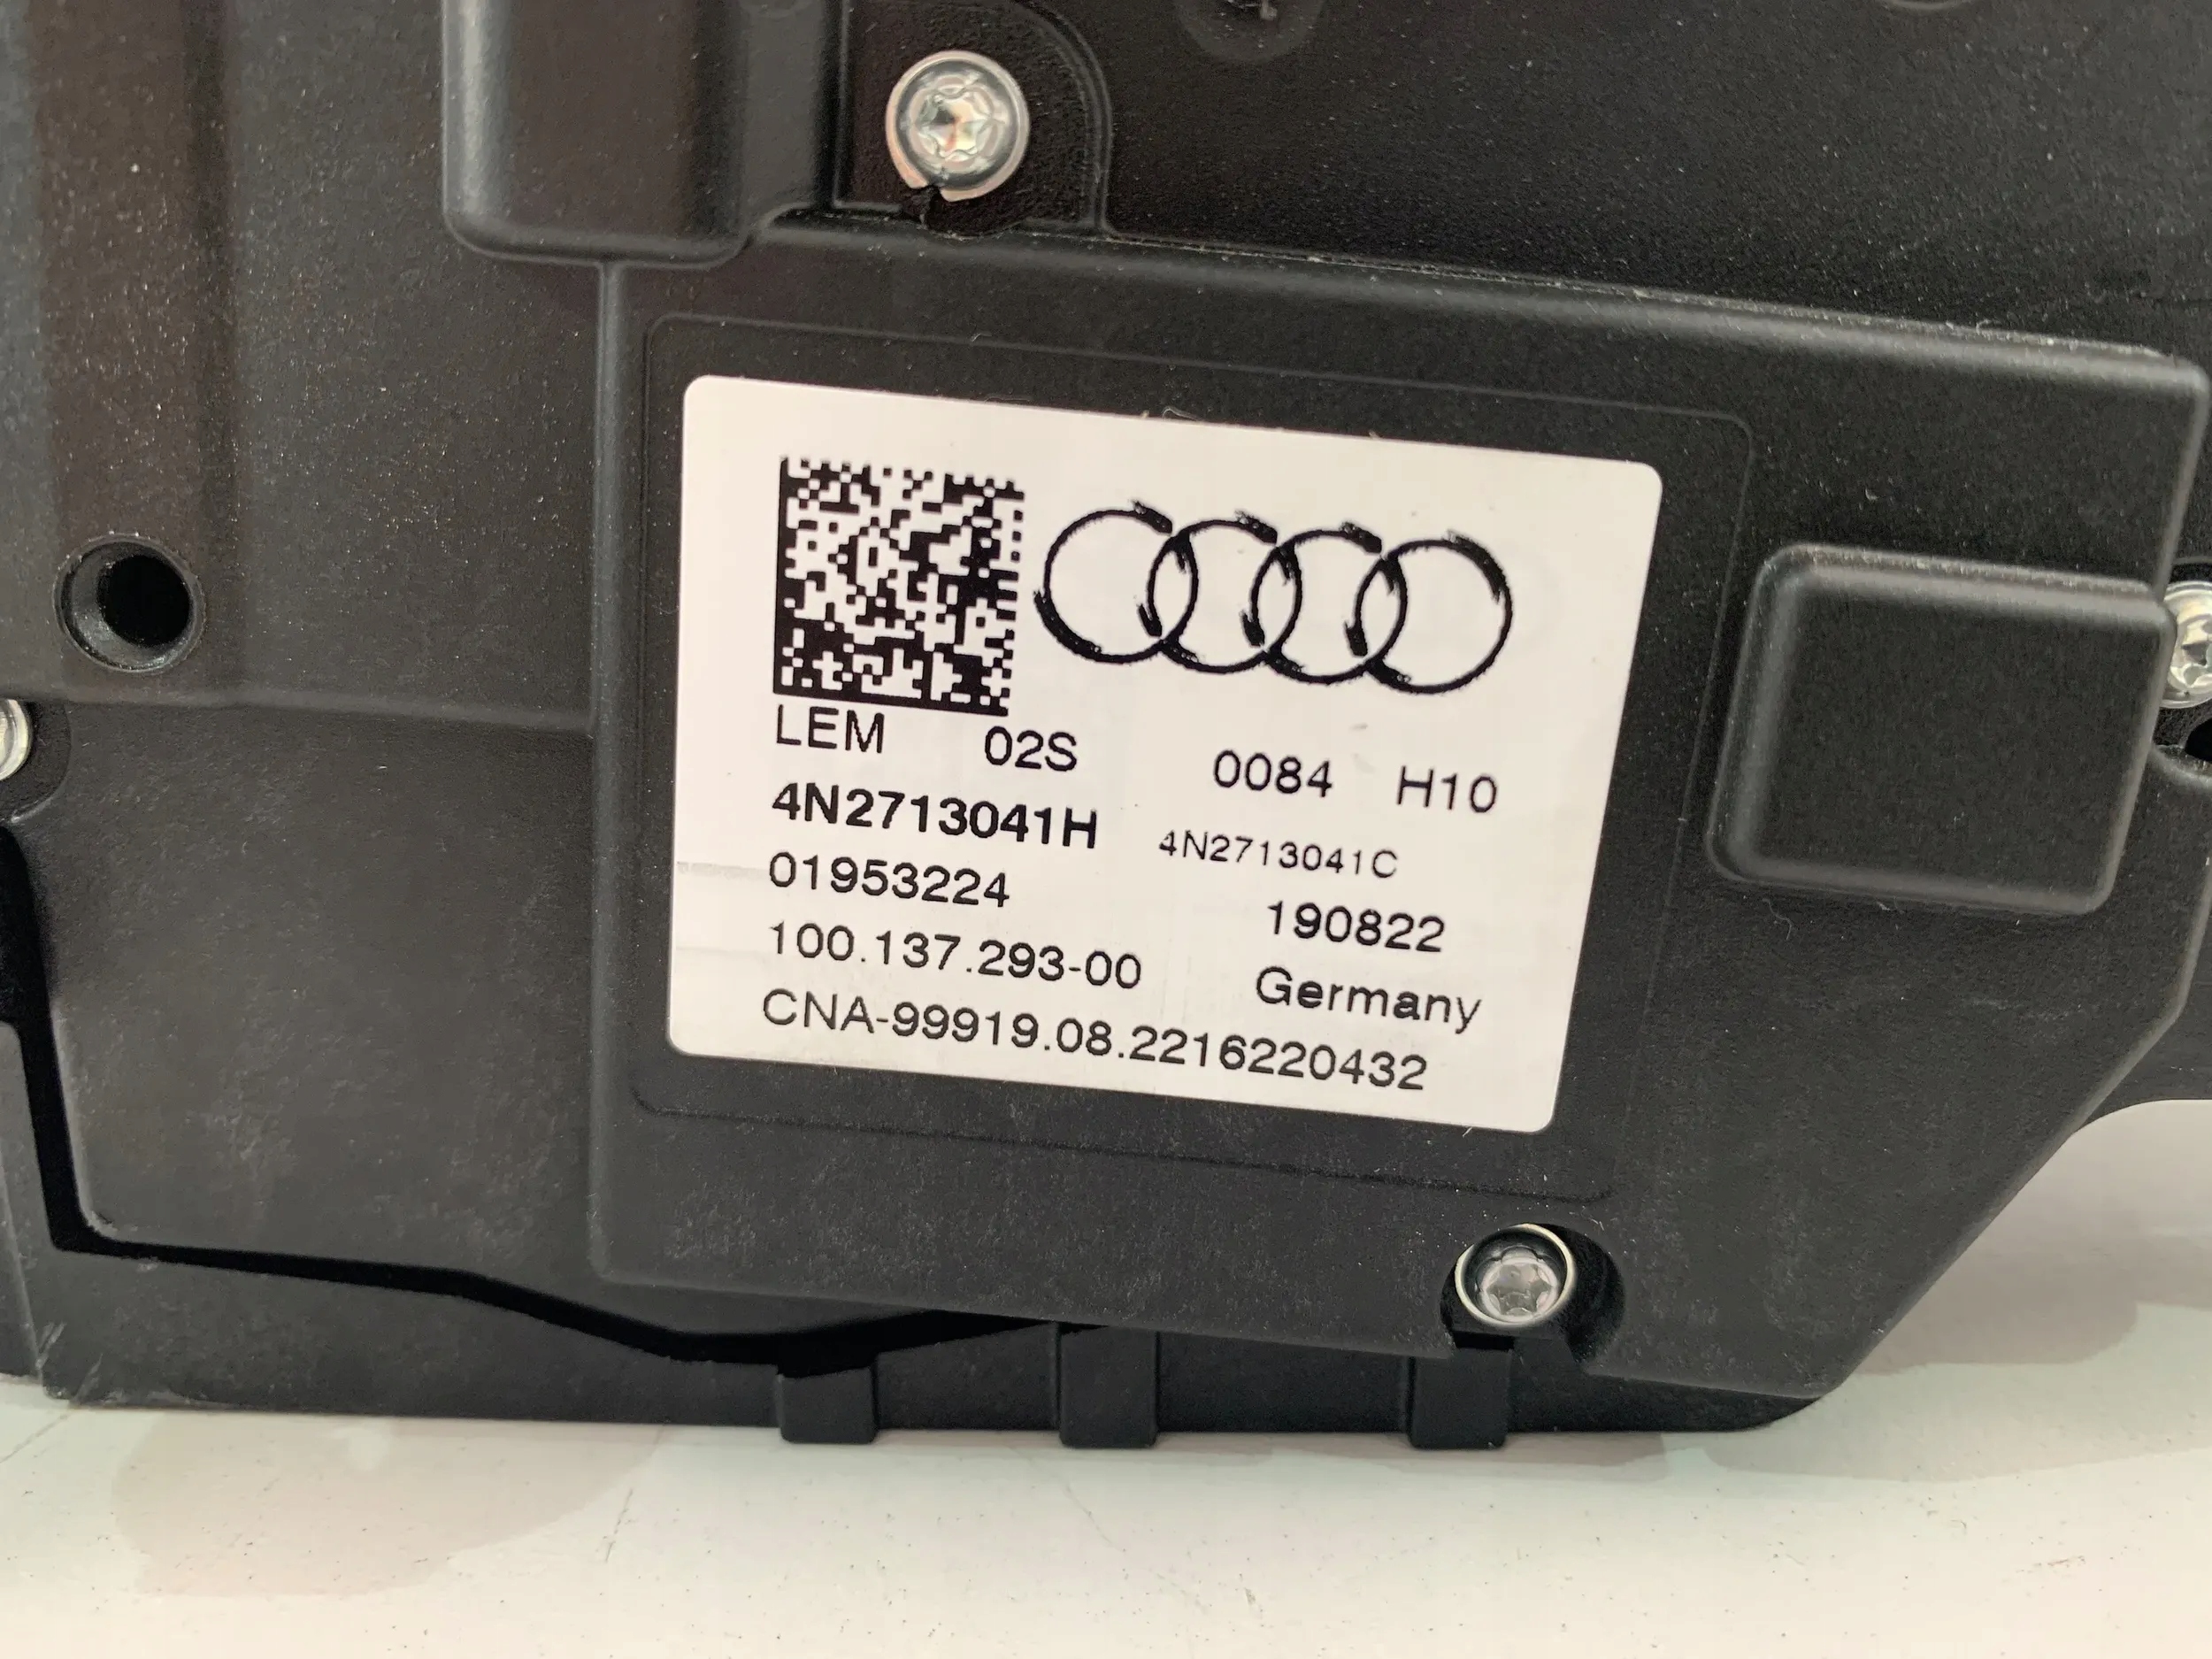 LEM 02S 0084 H10
4N2713041H 4N2713041C
01953224 190822
100.137.293-00 Germany
CNA-99919.08.2216220432